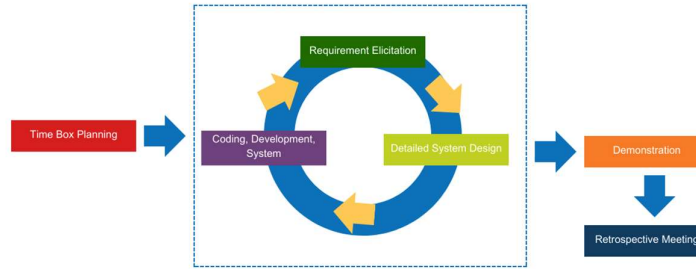 Requirement Elicitation
Time Box Planning
Coding, Development,
System
Detailed System Design
Demonstration
Retrospective Meeting